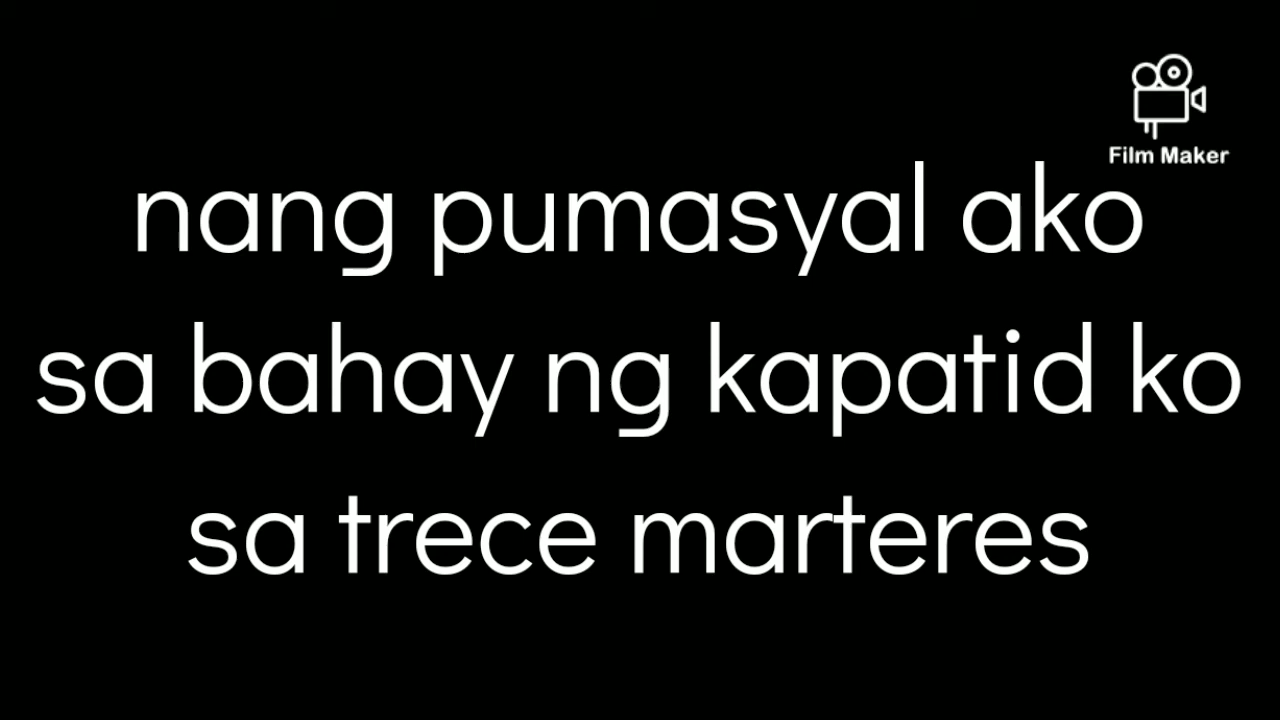 Film Maker
nang pumasyal ako
sa bahay ng kapatid ko
sa trece marteres